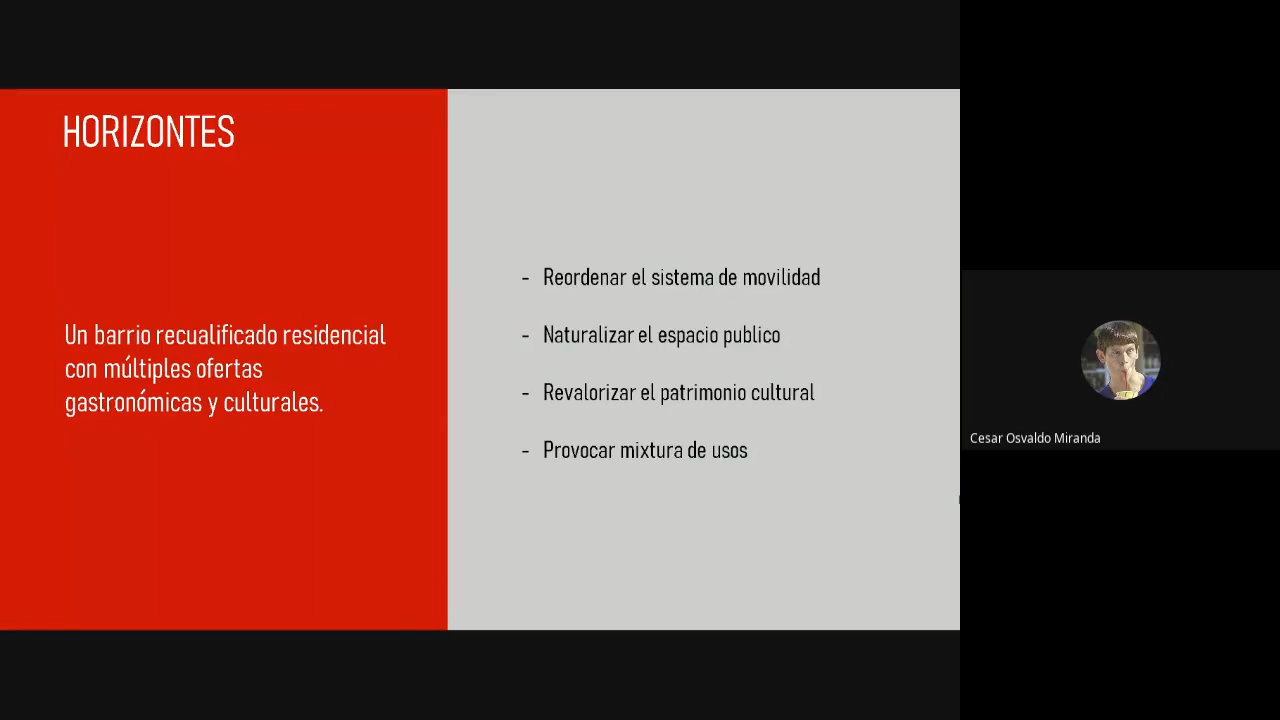 HORIZONTES
Un barrio recualificado residencial
con múltiples ofertas
gastronómicas y culturales.
- Reordenar el sistema de movilidad
- Naturalizar el espacio publico
- Revalorizar el patrimonio cultural
- Provocar mixtura de usos
Cesar Osvaldo Miranda